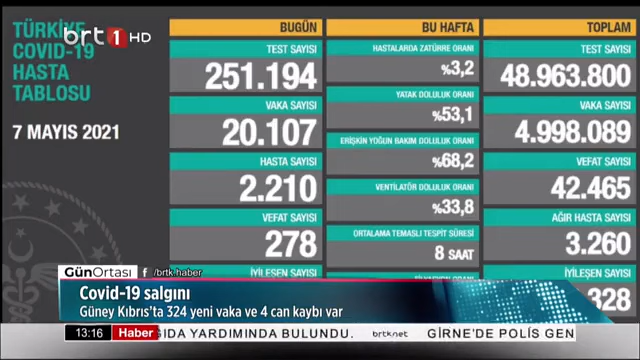 TÜRKİYE
COVID-19
HASTA
TABLOSU
7 MAYIS 2021
brt 1 HD
BUGÜN
TEST SAYISI
251.194
VAKA SAYISI
20.107
HASTA SAYISI
2.210
VEFAT SAYISI
278
İYİLEŞEN SAYISI
BU HAFTA
HASTALARDA ZATÜRRE ORANI
%3,2
YATAK DOLULUK ORANI
%53,1
ERİŞKİN YOĞUN BAKIM DOLULUK ORANI
%68,2
VENTİLATÖR DOLULUK ORANI
%33,8
ORTALAMA TEMASLI TESPİT SÜRESİ
8 SAAT
TOPLAM
TEST SAYISI
48.963.800
VAKA SAYISI
4.998.089
VEFAT SAYISI
42.465
AĞIR HASTA SAYISI
3.260
İYİLEŞEN SAYISI
328
GünOrtası f /brtk.haber
Covid-19 salgını
Güney Kıbrıs'ta 324 yeni vaka ve 4 can kaybı var
13:16 Haber GIDA YARDIMINDA BULUNDU. brtknet GİRNE'DE POLİS GEN